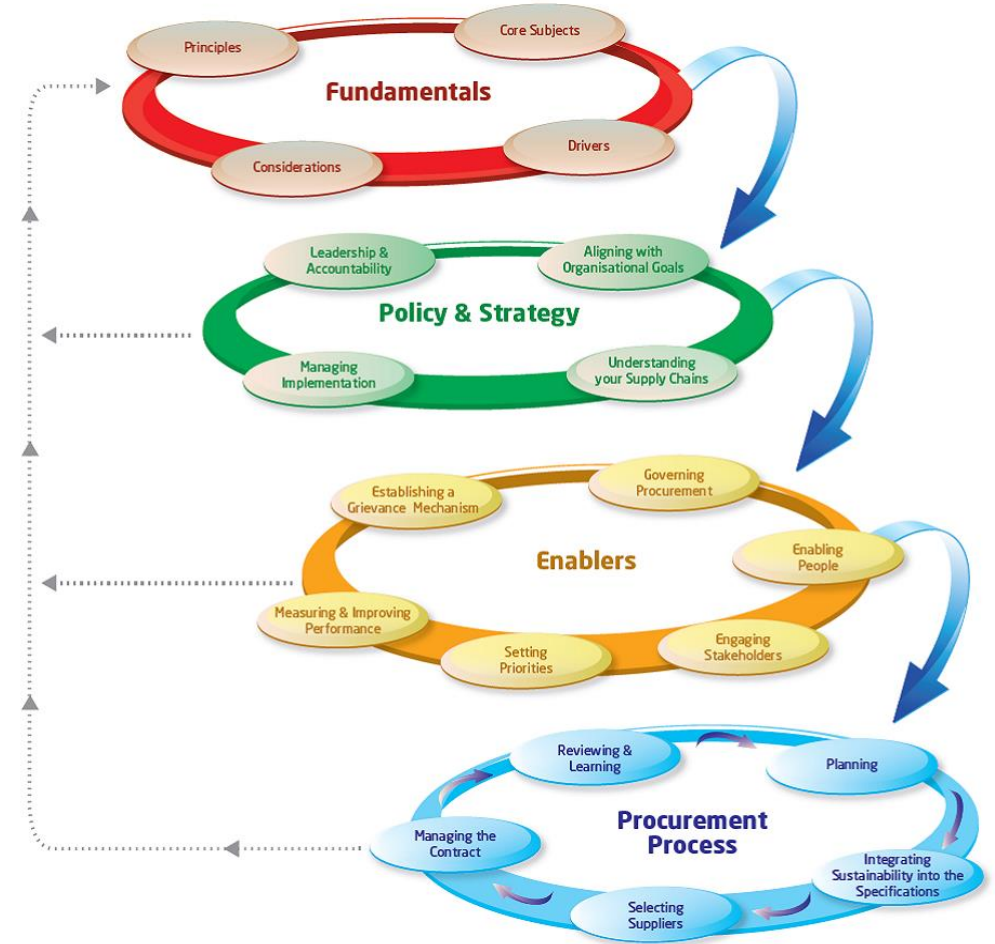 Principles
Core Subjects
Fundamentals
Considerations
Drivers
Leadership &
Accountability
Aligning with
Organisational Goals
Policy & Strategy
Managing
Implementation
Understanding
your Supply Chains
Establishing a
Grievance Mechanism
Governing
Procurement
Enablers
Enabling
People
Measuring & Improving
Performance
Setting
Priorities
Engaging
Stakeholders
Reviewing &
Learning
Planning
Procurement
Process
Managing the
Contract
Integrating
Sustainability into the
Specifications
Selecting
Suppliers